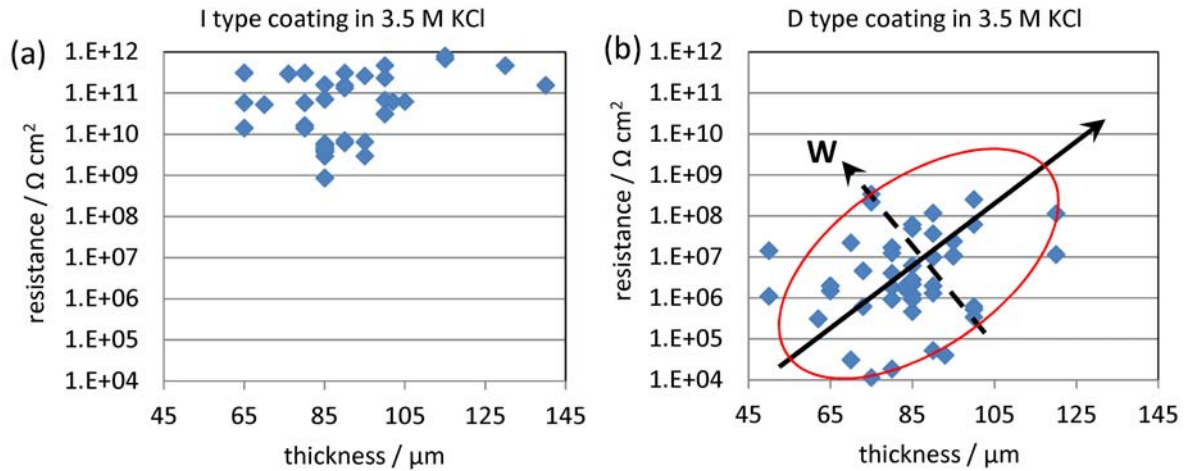 I type coating in 3.5 M KCl
(a)
1.E+12
1.E+11
1.E+10
1.E+09
1.E+08
1.E+07
1.E+06
1.E+05
1.E+04
resistance / Ω cm²
45 65 85 105 125 145
thickness / µm
D type coating in 3.5 M KCl
(b)
1.E+12
1.E+11
1.E+10
1.E+09
1.E+08
1.E+07
1.E+06
1.E+05
1.E+04
resistance / Ω cm²
W
45 65 85 105 125 145
thickness / µm